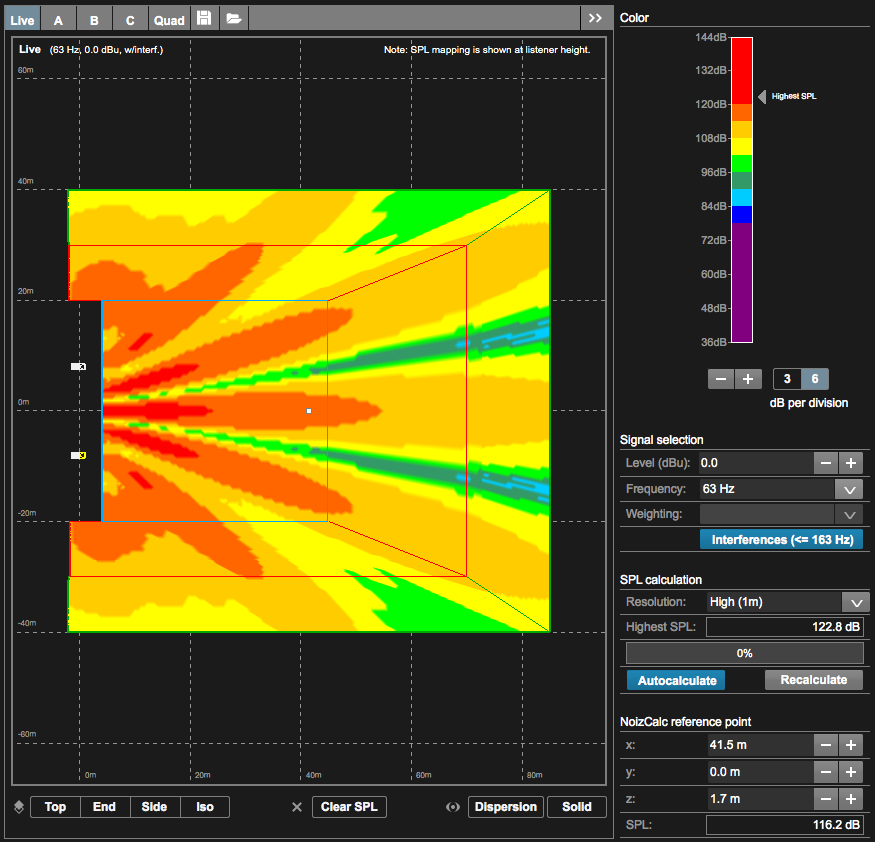 Live A B C Quad >>
Live (63 Hz, 0.0 dBu, w/interf.) Note: SPL mapping is shown at listener height.
60m
40m
20m
0m
-20m
-40m
-60m
0m 20m 40m 60m 80m
Top End Side Iso Clear SPL Dispersion Solid
Color
144dB
132dB
120dB
Highest SPL
108dB
96dB
84dB
72dB
60dB
48dB
36dB
3 6
dB per division
Signal selection
Level (dBu): 0.0
Frequency: 63 Hz
Weighting:
Interferences (<= 163 Hz)
SPL calculation
Resolution: High (1m)
Highest SPL: 122.8 dB
0%
Autocalculate Recalculate
NoizCalc reference point
x: 41.5 m
y: 0.0 m
z: 1.7 m
SPL: 116.2 dB